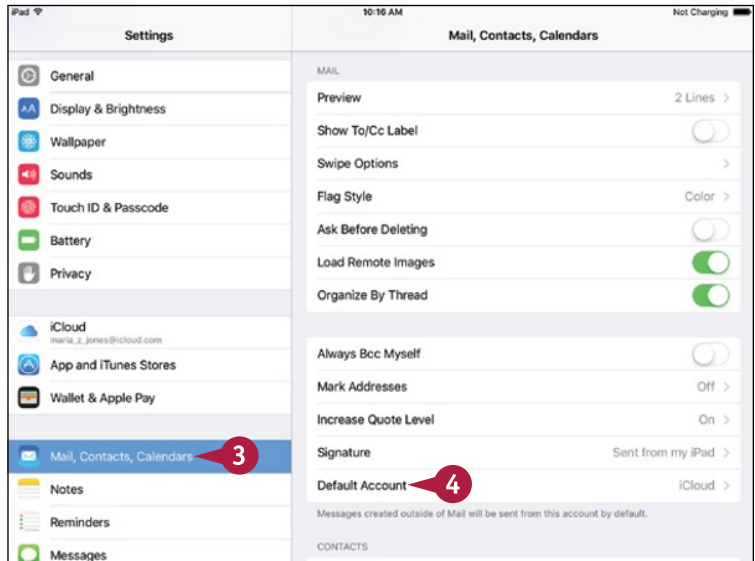 iPad
10:16 AM
Not Charging
Settings
Mail, Contacts, Calendars
General
Display & Brightness
Wallpaper
Sounds
Touch ID & Passcode
Battery
Privacy
iCloud
maria_z_jones@icloud.com
App and iTunes Stores
Wallet & Apple Pay
Mail, Contacts, Calendars
3
Notes
Reminders
Messages
MAIL
Preview 2 Lines >
Show To/Cc Label
Swipe Options >
Flag Style Color >
Ask Before Deleting
Load Remote Images
Organize By Thread
Always Bcc Myself
Mark Addresses Off >
Increase Quote Level On >
Signature Sent from my iPad >
Default Account 4 iCloud >
Messages created outside of Mail will be sent from this account by default.
CONTACTS